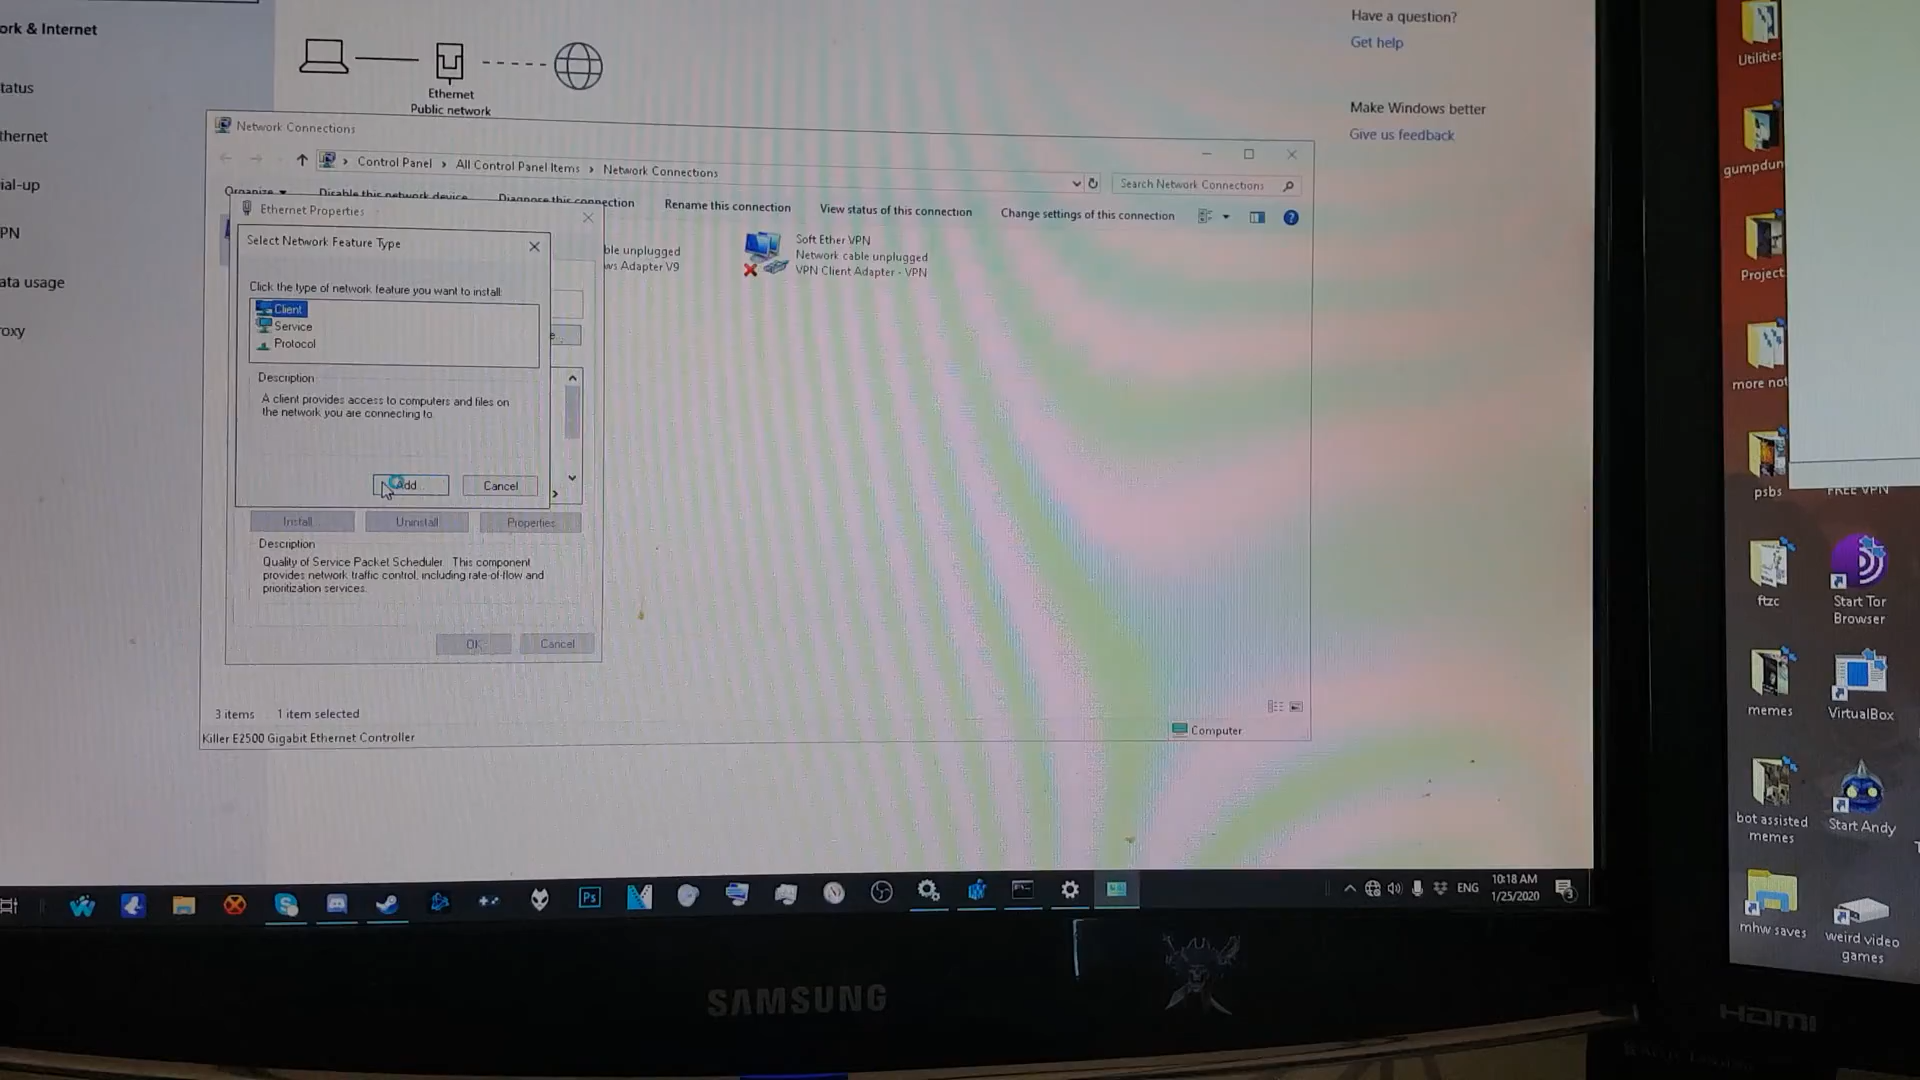 ork & Internet
tatus
thernet
ial-up
PN
ata usage
oxy
Ethernet
Public network
Have a question?
Get help
Make Windows better
Give us feedback
Network Connections
Control Panel › All Control Panel Items › Network Connections
Search Network Connections
Organize
Disable this network device
Diagnose this connection
Rename this connection
View status of this connection
Change settings of this connection
Ethernet Properties
ble unplugged
ws Adapter V9
Soft Ether VPN
Network cable unplugged
VPN Client Adapter - VPN
Select Network Feature Type
Click the type of network feature you want to install:
Client
Service
Protocol
Description
A client provides access to computers and files on
the network you are connecting to.
Add...
Cancel
Install...
Uninstall
Properties
Description
Quality of Service Packet Scheduler. This component
provides network traffic control, including rate-of-flow and
prioritization services.
OK
Cancel
3 items
1 item selected
Killer E2500 Gigabit Ethernet Controller
Computer
Ps
ENG
10:18 AM
1/25/2020
3
SAMSUNG
Utilities
gumpdun
Project
more not
psbs
FREE VPN
ftzc
Start Tor
Browser
memes
VirtualBox
bot assisted
memes
Start Andy
mhw saves
weird video
games
HDMI